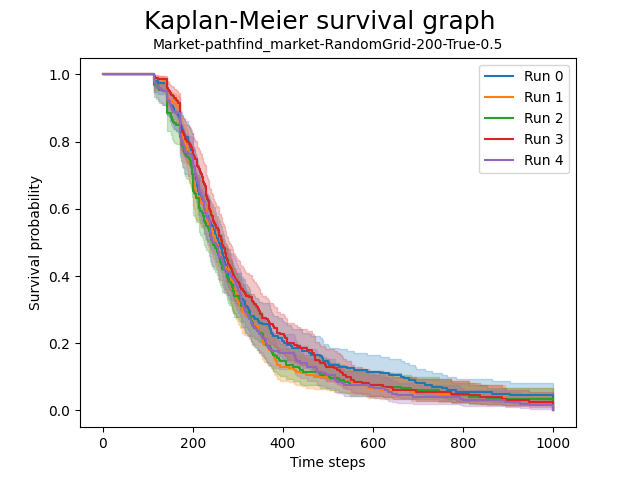 Kaplan-Meier survival graph
Market-pathfind_market-RandomGrid-200-True-0.5
Survival probability
1.0
0.8
0.6
0.4
0.2
0.0
Run 0
Run 1
Run 2
Run 3
Run 4
0 200 400 600 800 1000
Time steps